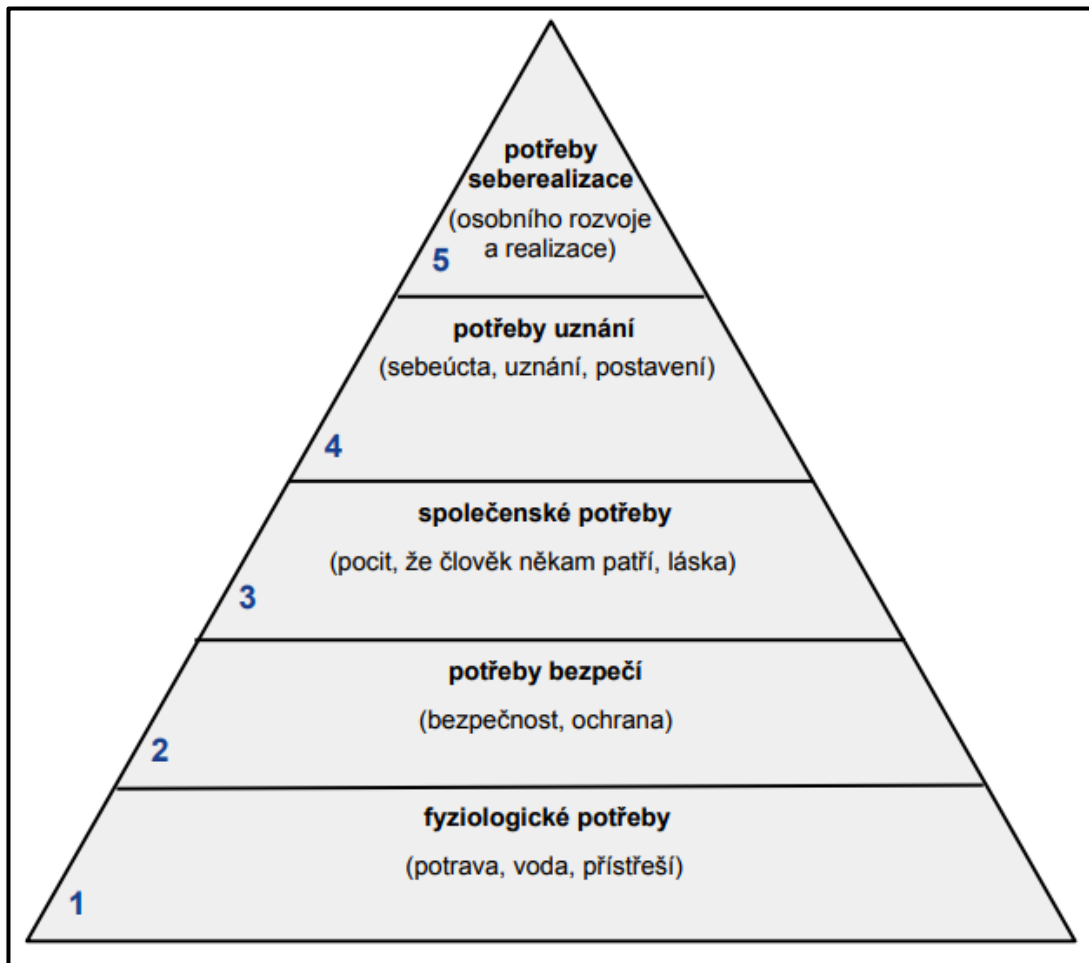 potřeby
seberealizace
(osobního rozvoje
a realizace)
5
potřeby uznání
(sebeúcta, uznání, postavení)
4
společenské potřeby
(pocit, že člověk někam patří, láska)
3
potřeby bezpečí
(bezpečnost, ochrana)
2
fyziologické potřeby
(potrava, voda, přístřeší)
1